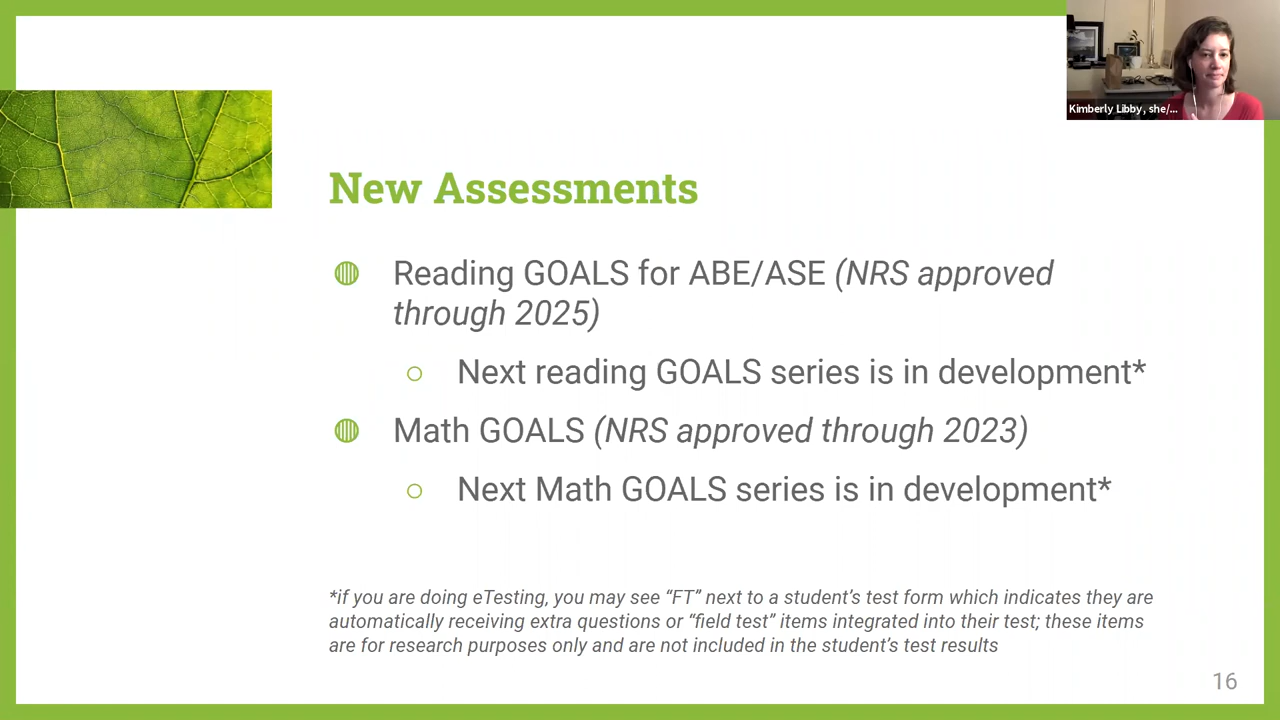 Kimberly Libby, she/...
New Assessments
Reading GOALS for ABE/ASE (NRS approved
through 2025)
Next reading GOALS series is in development*
Math GOALS (NRS approved through 2023)
Next Math GOALS series is in development*
*if you are doing eTesting, you may see “FT” next to a student’s test form which indicates they are
automatically receiving extra questions or “field test” items integrated into their test; these items
are for research purposes only and are not included in the student’s test results
16